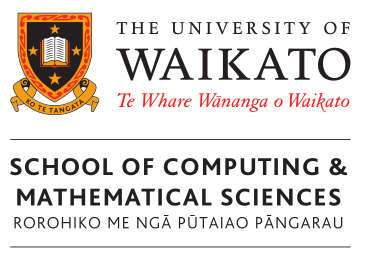 THE UNIVERSITY OF
WAIKATO
Te Whare Wānanga o Waikato
KO TE TANGATA
SCHOOL OF COMPUTING &
MATHEMATICAL SCIENCES
ROROHIKO ME NGĀ PŪTAIAO PĀNGARAU